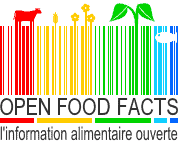 OPEN FOOD FACTS
l'information alimentaire ouverte